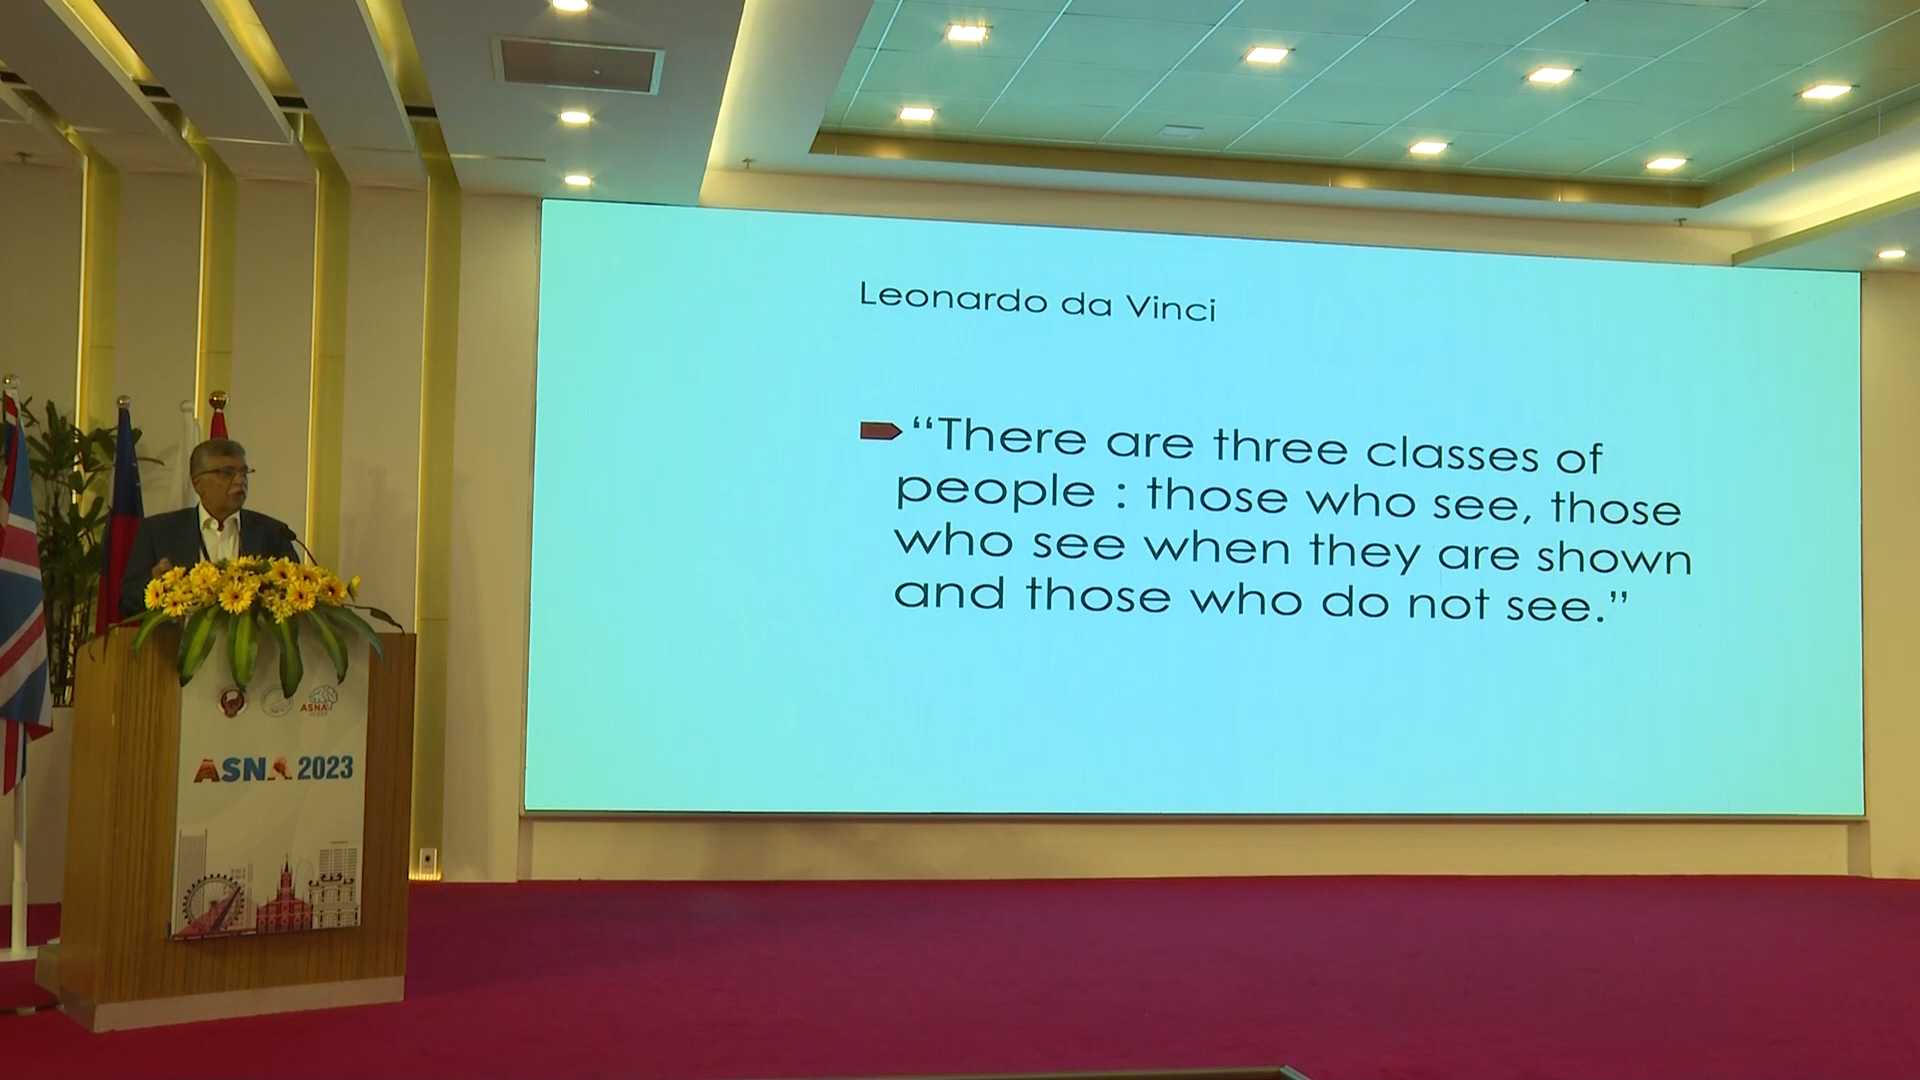 Leonardo da Vinci
“There are three classes of
people : those who see, those
who see when they are shown
and those who do not see.”
ASNA
ASNA 2023